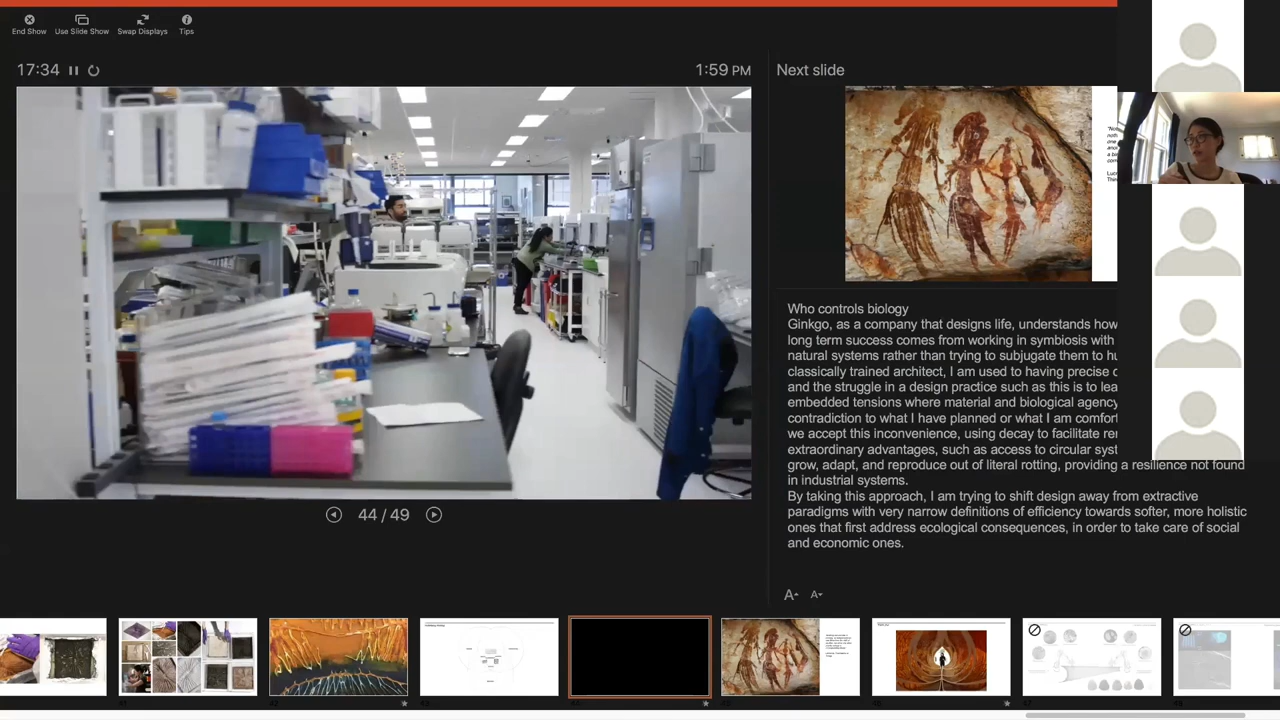 End Show
Use Slide Show
Swap Displays
Tips
17:34
1:59 PM
Next slide
Who controls biology
Ginkgo, as a company that designs life, understands how
long term success comes from working in symbiosis with
natural systems rather than trying to subjugate them to hu
classically trained architect, I am used to having precise c
and the struggle in a design practice such as this is to lea
embedded tensions where material and biological agency
contradiction to what I have planned or what I am comfort
we accept this inconvenience, using decay to facilitate rer
extraordinary advantages, such as access to circular syst
grow, adapt, and reproduce out of literal rotting, providing a resilience not found
in industrial systems.
By taking this approach, I am trying to shift design away from extractive
paradigms with very narrow definitions of efficiency towards softer, more holistic
ones that first address ecological consequences, in order to take care of social
and economic ones.
44 / 49
A
A